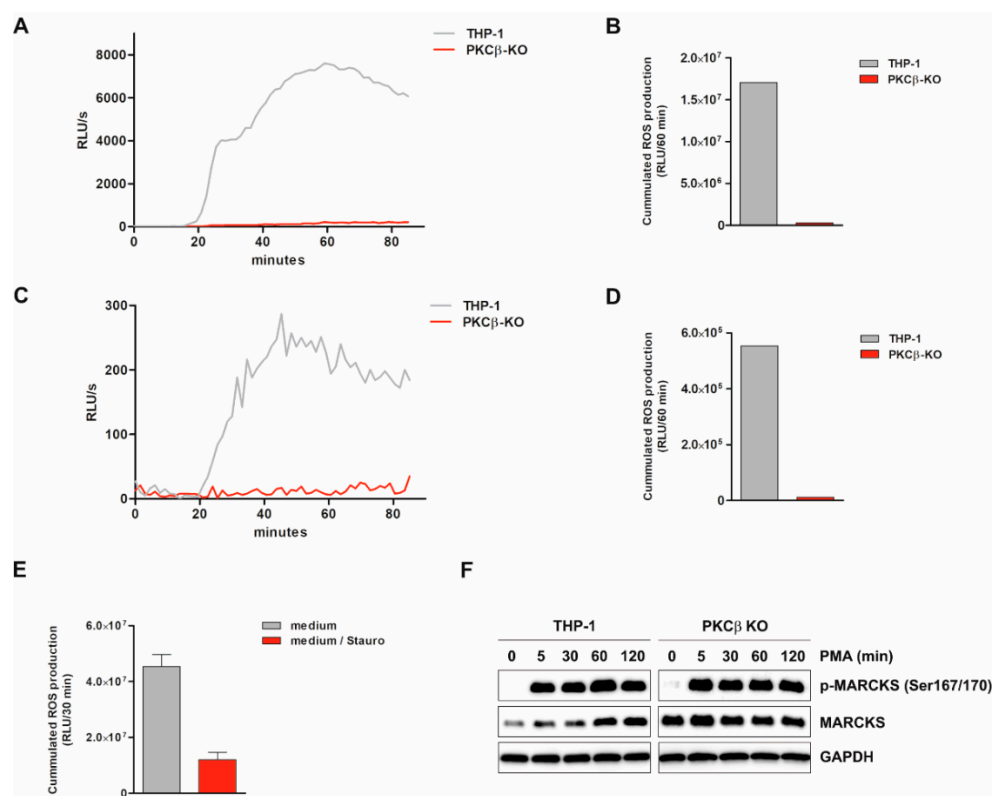 A
THP-1
PKCβ-KO
RLU/s
8000
6000
4000
2000
0
0 20 40 60 80
minutes
B
THP-1
PKCβ-KO
Cummulated ROS production
(RLU/60 min)
2.0×10⁷
1.5×10⁷
1.0×10⁷
5.0×10⁶
0
C
THP-1
PKCβ-KO
RLU/s
300
200
100
0
0 20 40 60 80
minutes
D
THP-1
PKCβ-KO
Cummulated ROS production
(RLU/60 min)
6.0×10⁵
4.0×10⁵
2.0×10⁵
0
E
medium
medium / Stauro
Cummulated ROS production
(RLU/30 min)
6.0×10⁷
4.0×10⁷
2.0×10⁷
0
F
THP-1 PKCβ KO
0 5 30 60 120 0 5 30 60 120 PMA (min)
p-MARCKS (Ser167/170)
MARCKS
GAPDH